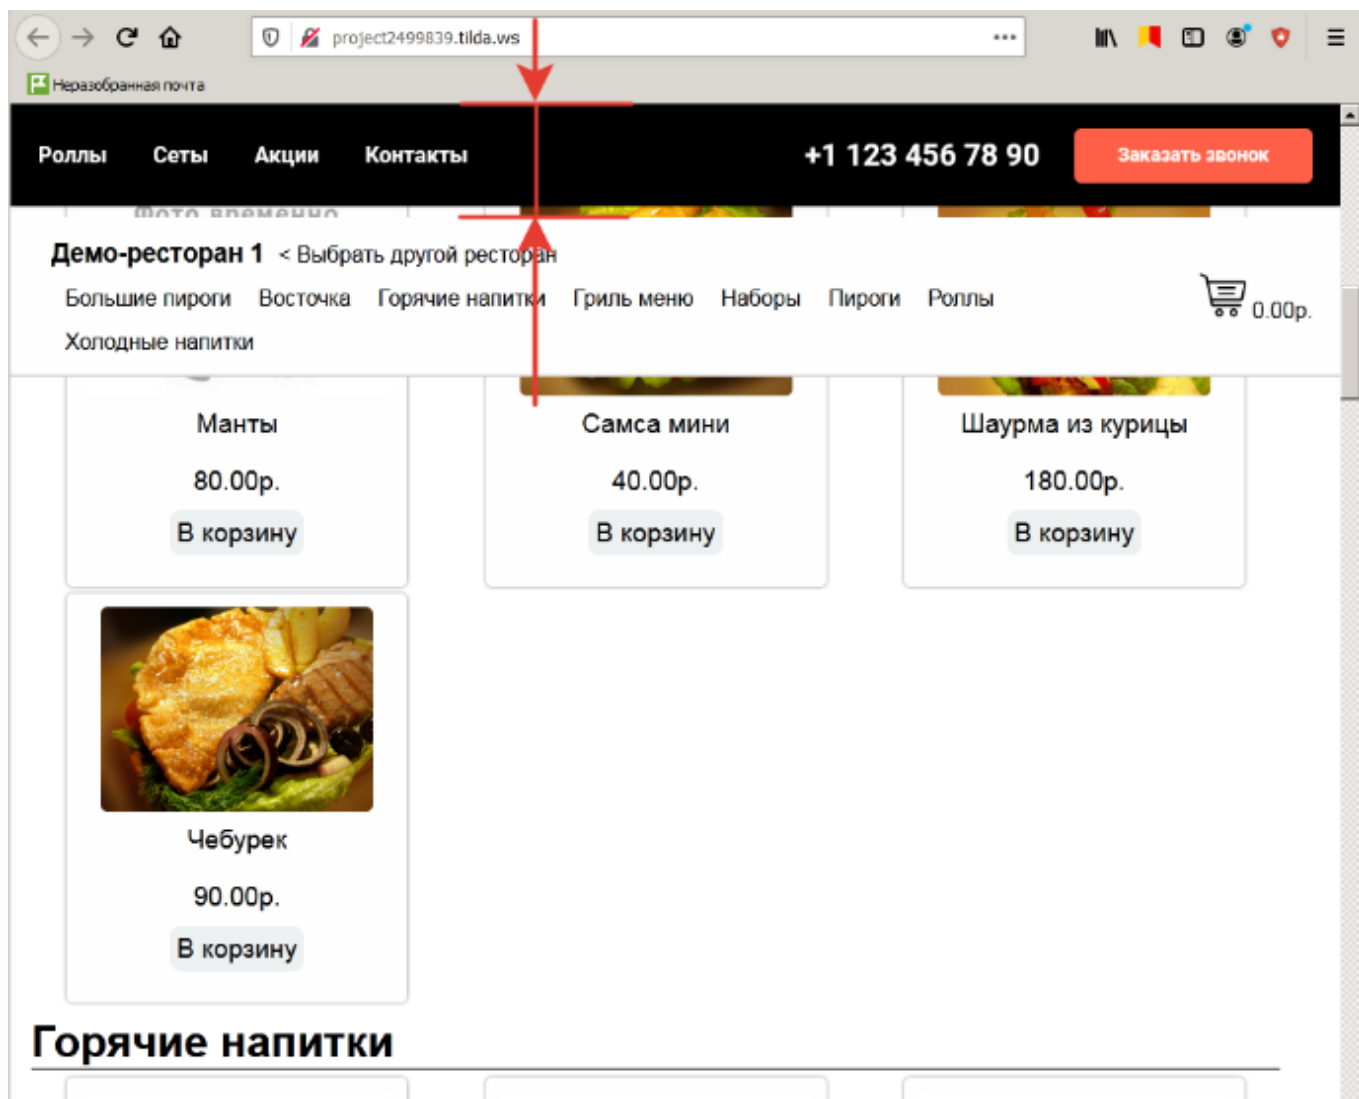 project2499839.tilda.ws
Неразобранная почта
Роллы Сеты Акции Контакты +1 123 456 78 90 Заказать звонок
Фото временно
Демо-ресторан 1 < Выбрать другой ресторан
Большие пироги Восточка Горячие напитки Гриль меню Наборы Пироги Роллы
0.00р.
Холодные напитки
Манты Самса мини Шаурма из курицы
80.00р. 40.00р. 180.00р.
В корзину В корзину В корзину
Чебурек
90.00р.
В корзину
Горячие напитки